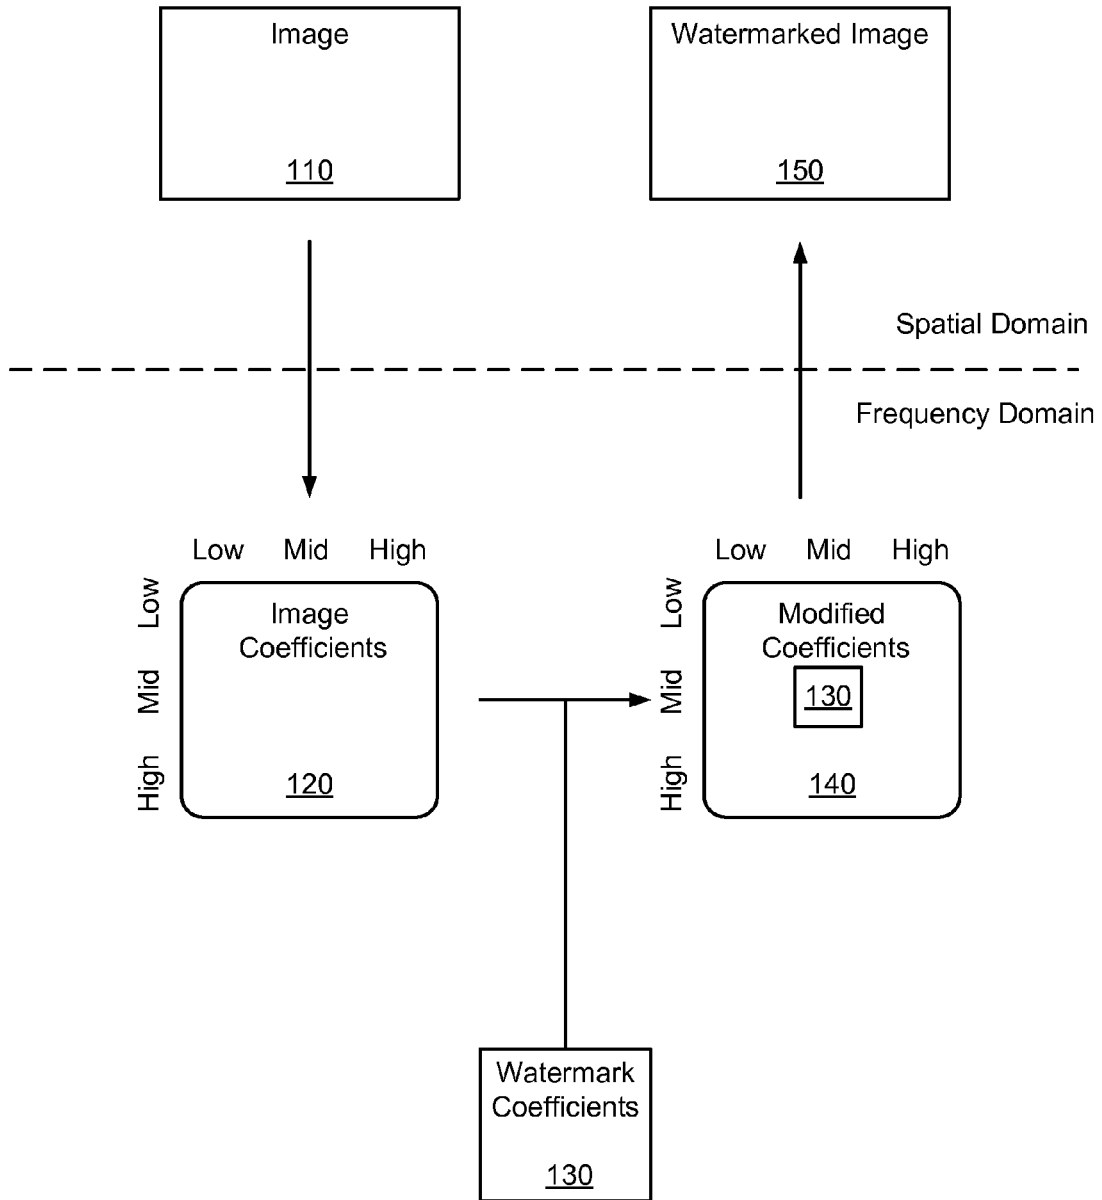 Image
110
Watermarked Image
150
Spatial Domain
Frequency Domain
Low Mid High
Low
Mid
High
Image
Coefficients
120
Low Mid High
Low
Mid
High
Modified
Coefficients
130
140
Watermark
Coefficients
130